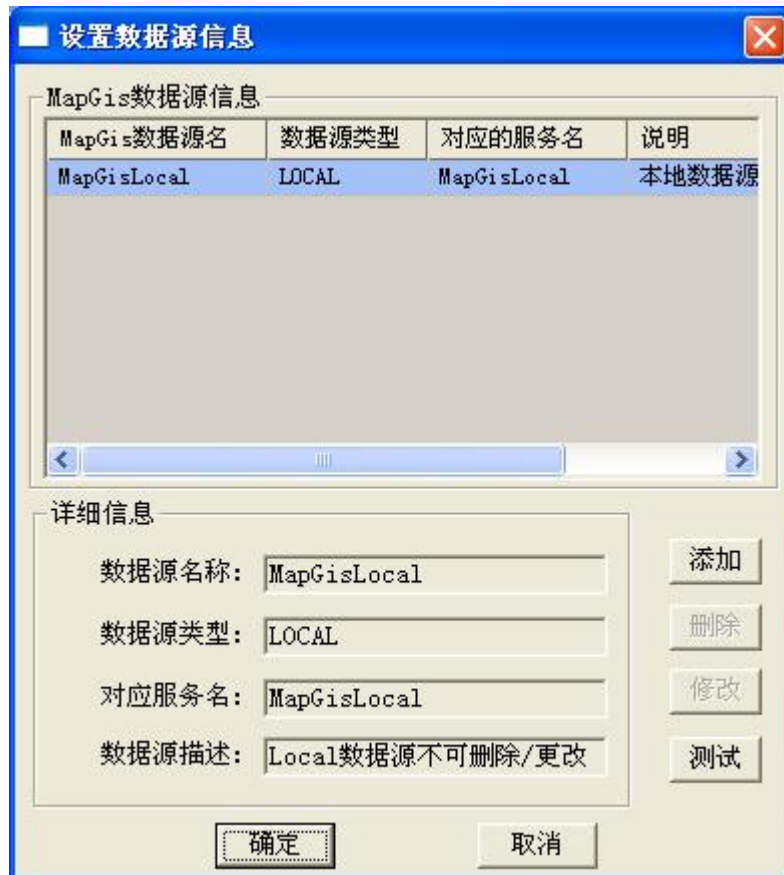 设置数据源信息
MapGis数据源信息
MapGis数据源名 数据源类型 对应的服务名 说明
MapGisLocal LOCAL MapGisLocal 本地数据源
详细信息
数据源名称: MapGisLocal
添加
数据源类型: LOCAL
删除
对应服务名: MapGisLocal
修改
数据源描述: Local数据源不可删除/更改
测试
确定 取消